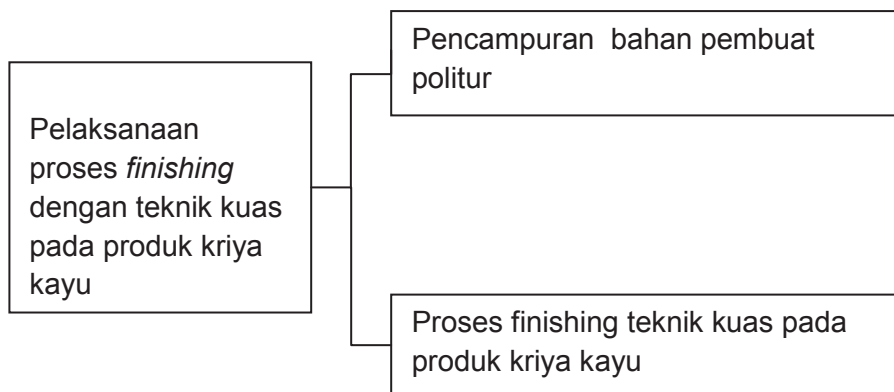 Pencampuran bahan pembuat
politur
Pelaksanaan
proses finishing
dengan teknik kuas
pada produk kriya
kayu
Proses finishing teknik kuas pada
produk kriya kayu